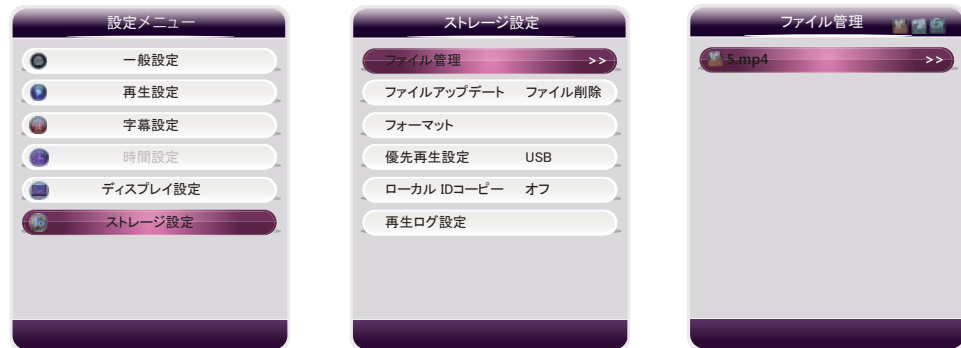 設定メニュー
一般設定
再生設定
字幕設定
時間設定
ディスプレイ設定
ストレージ設定
ストレージ設定
ファイル管理 >>
ファイルアップデート ファイル削除
フォーマット
優先再生設定 USB
ローカル IDコーピー オフ
再生ログ設定
ファイル管理
5.mp4 >>